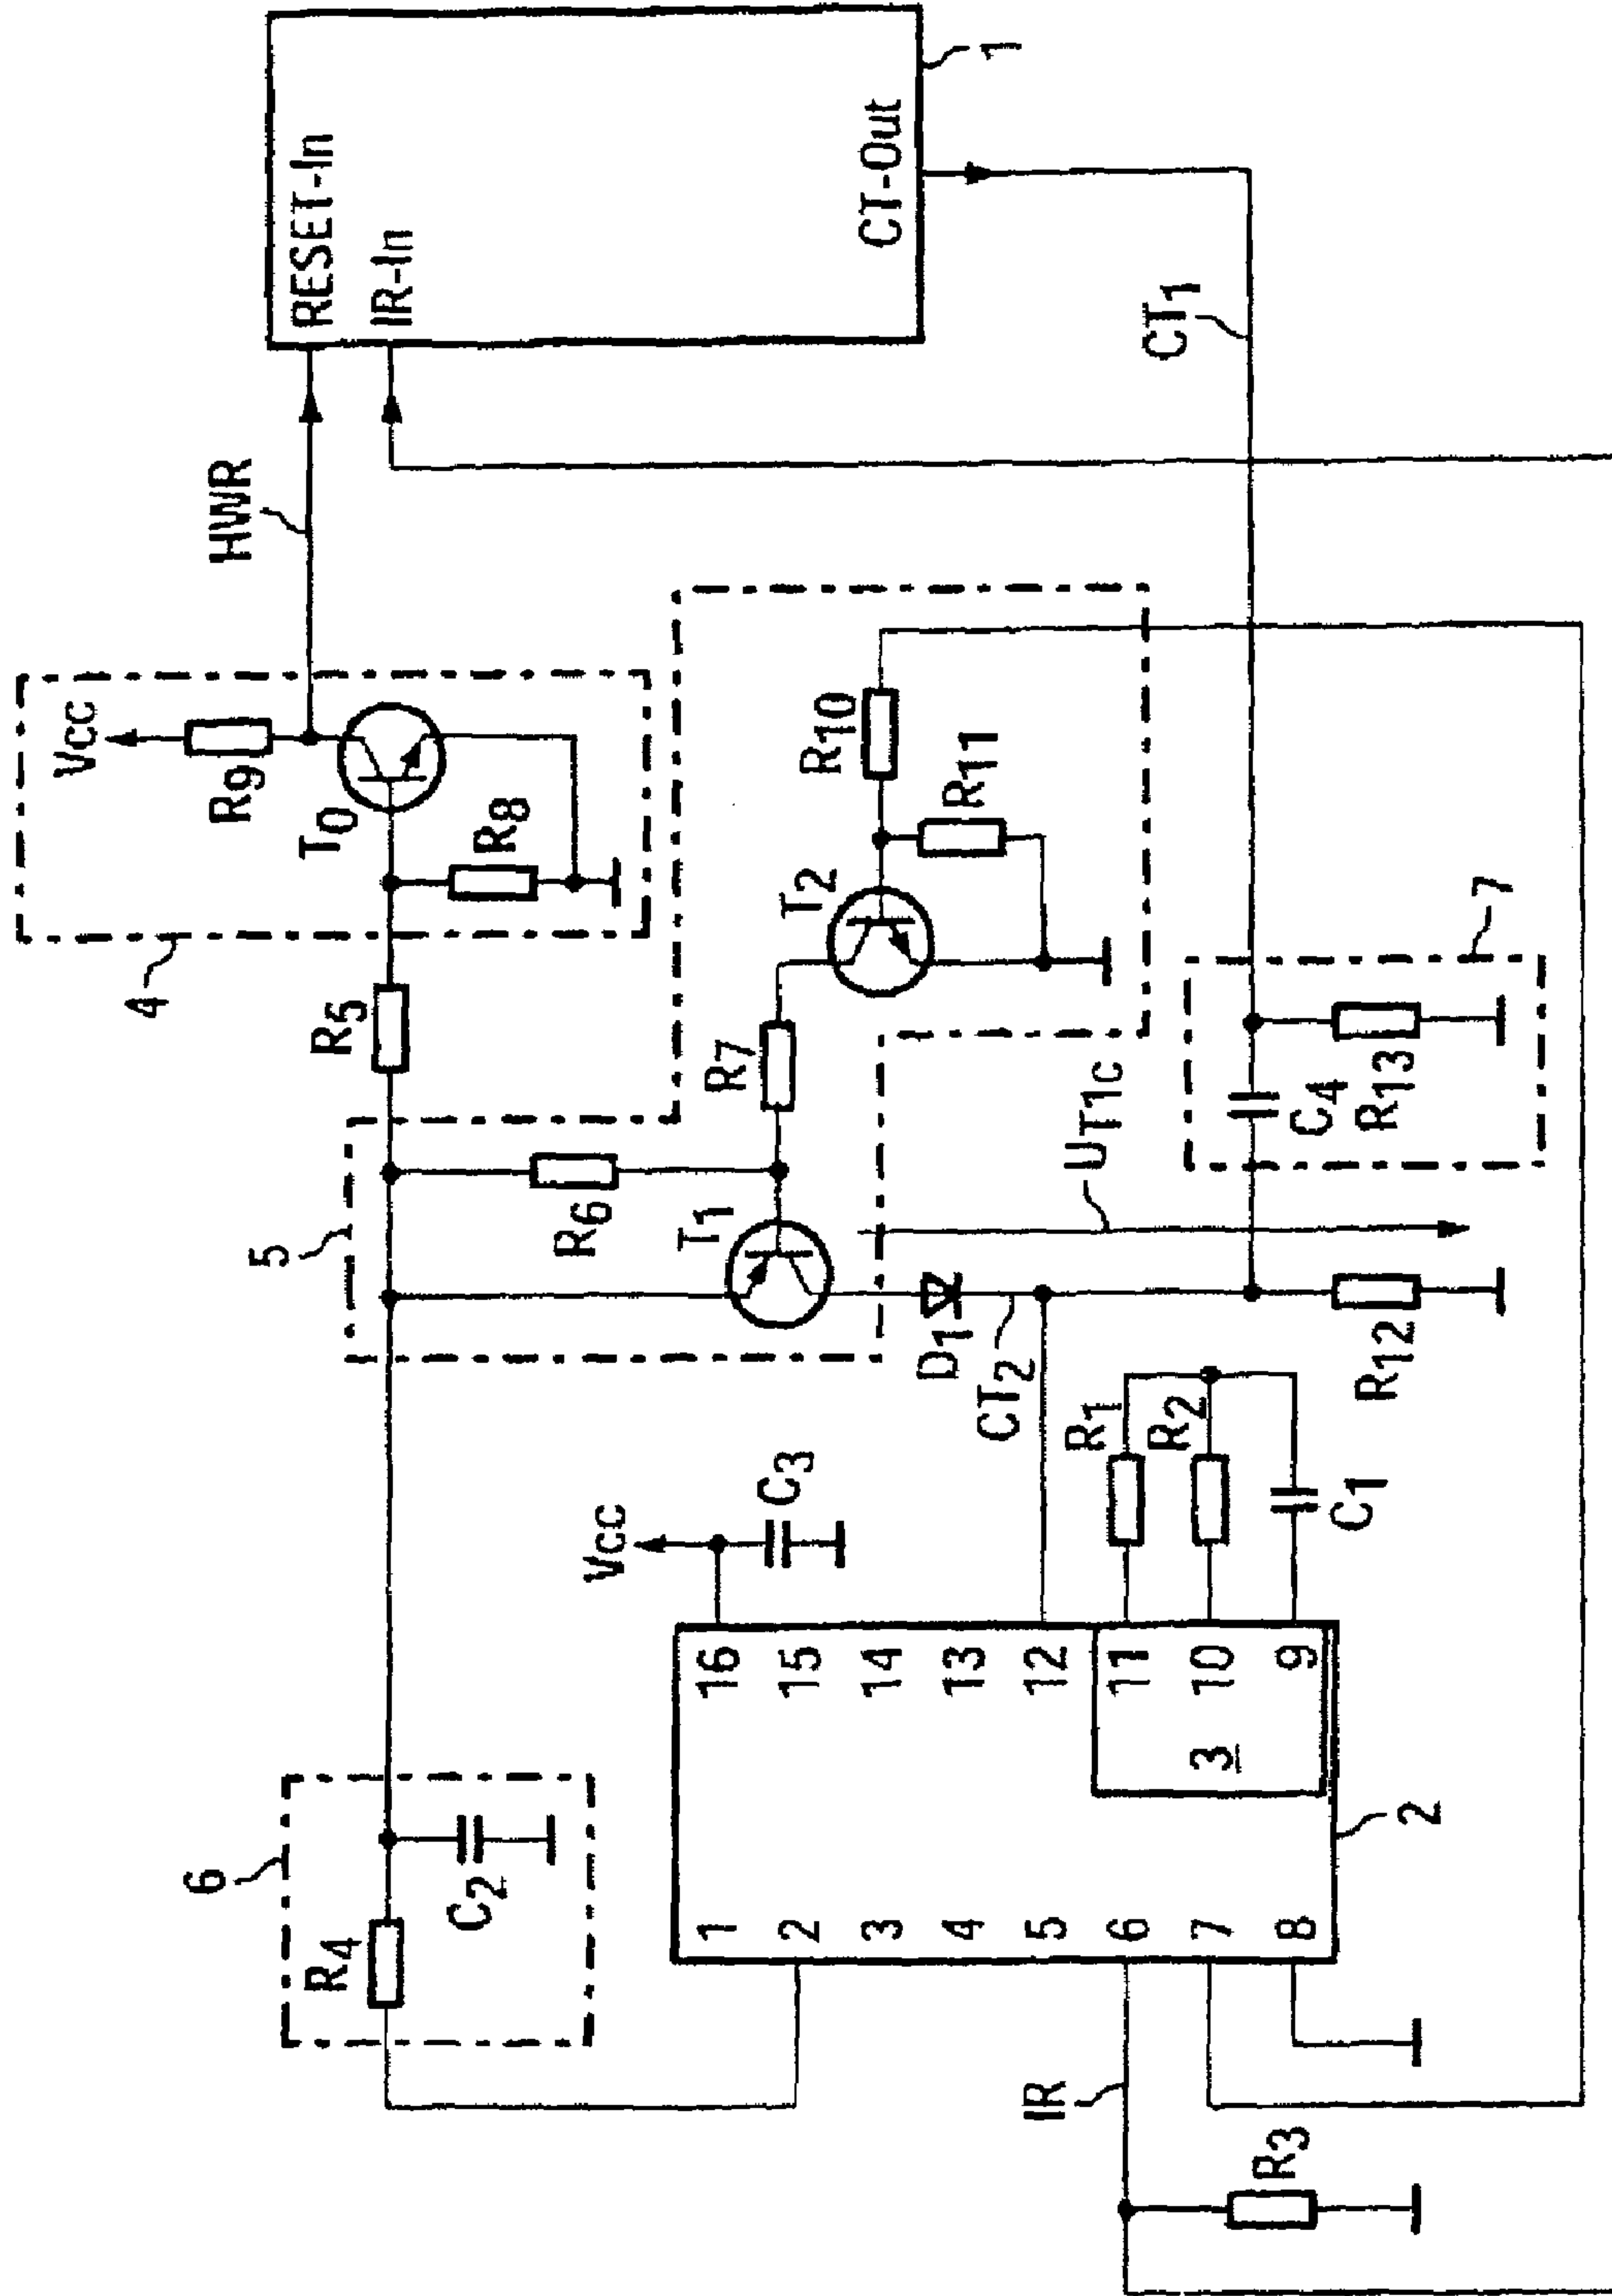 Vcc
R9
T0
R8
4
HWR
RESET-In
IR-In
CT-Out
1
R5
5
R6
T1
R7
T2
R10
R11
UT1c
CT1
7
C4
R13
R12
D1
CT2
6
R4
C2
Vcc
C3
R1
R2
C1
1
2
3
4
5
6
7
8
16
15
14
13
12
11
10
9
3
2
IR
R3